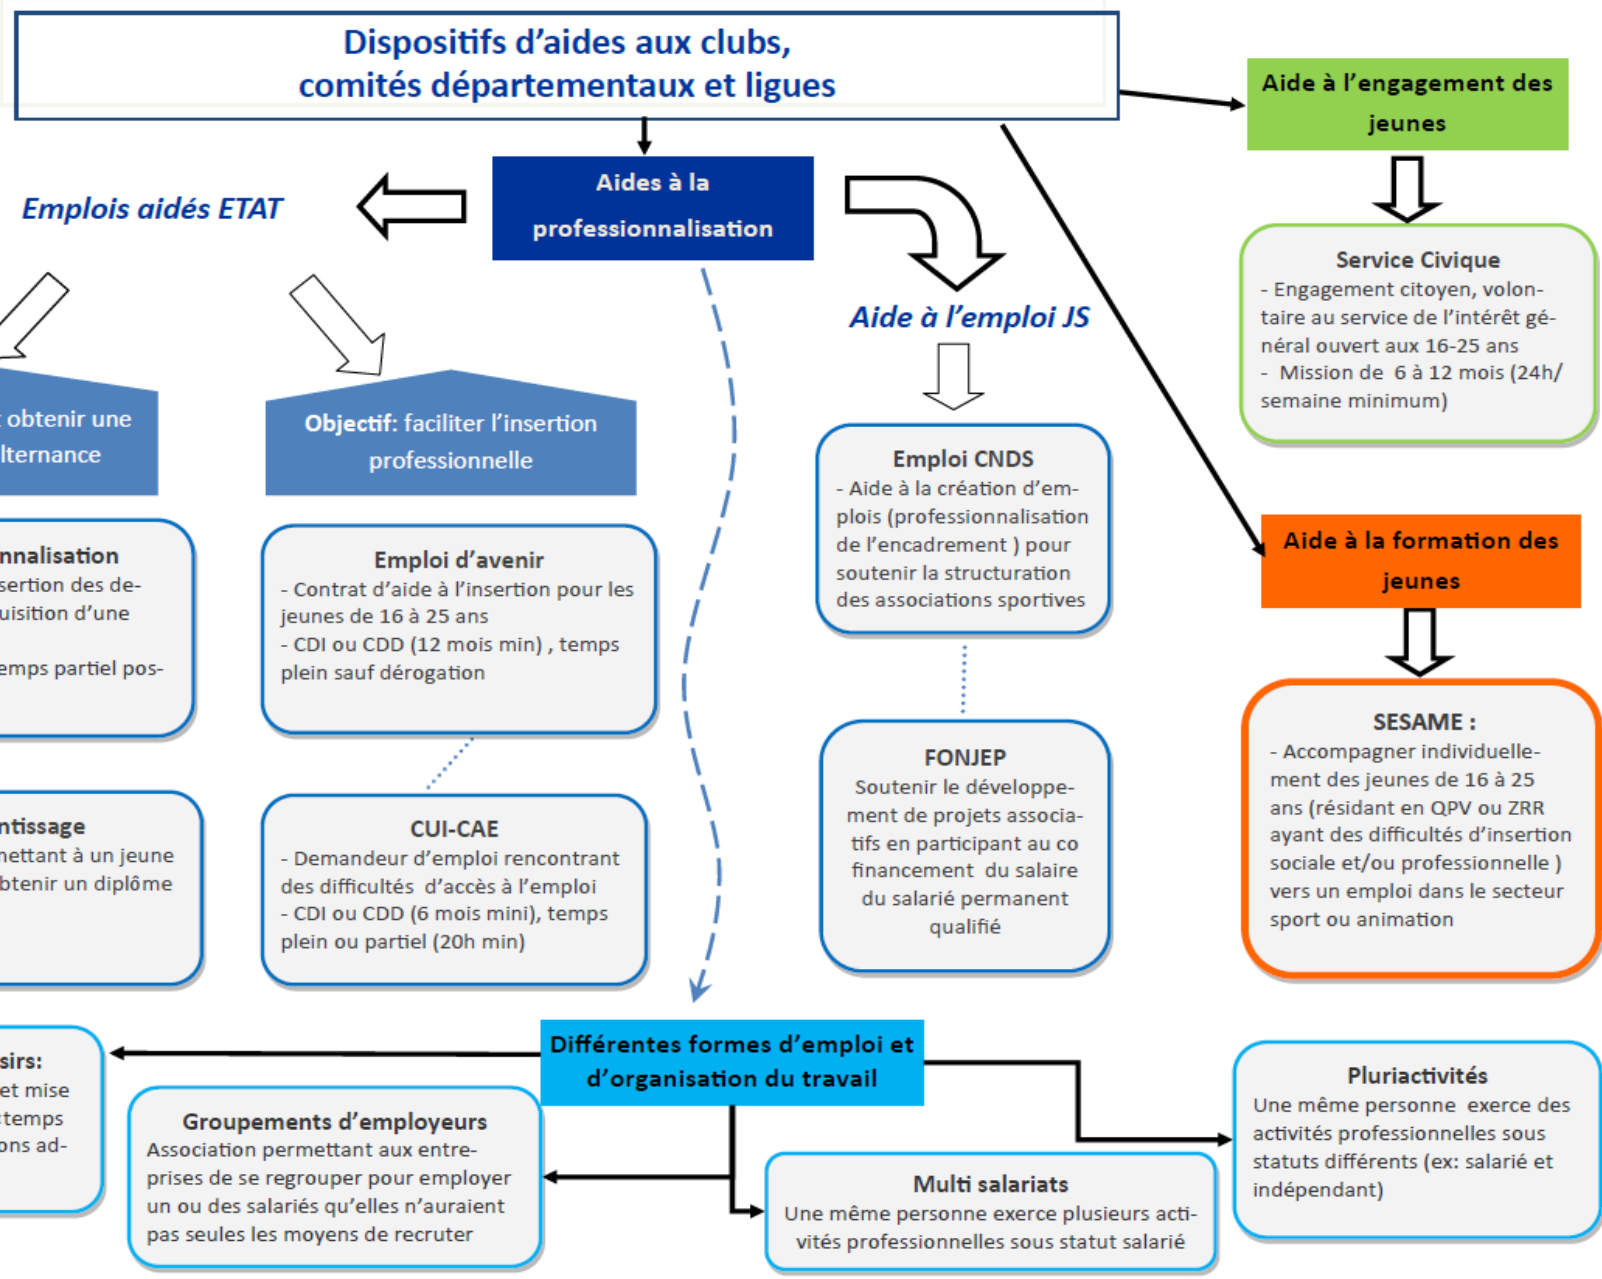 Dispositifs d'aides aux clubs,
comités départementaux et ligues
Aide à l'engagement des
jeunes
Aides à la
professionnalisation
Emplois aidés ETAT
Service Civique
- Engagement citoyen, volon-
taire au service de l'intérêt gé-
néral ouvert aux 16-25 ans
- Mission de 6 à 12 mois (24h/
semaine minimum)
Aide à l'emploi JS
obtenir une
lternance
Objectif: faciliter l'insertion
professionnelle
Emploi CNDS
- Aide à la création d'em-
plois (professionnalisation
de l'encadrement ) pour
soutenir la structuration
des associations sportives
Aide à la formation des
jeunes
nnalisation
sertion des de-
uisition d'une
emps partiel pos-
Emploi d'avenir
- Contrat d'aide à l'insertion pour les
jeunes de 16 à 25 ans
- CDI ou CDD (12 mois min) , temps
plein sauf dérogation
SESAME :
- Accompagner individuelle-
ment des jeunes de 16 à 25
ans (résidant en QPV ou ZRR
ayant des difficultés d'insertion
sociale et/ou professionnelle )
vers un emploi dans le secteur
sport ou animation
FONJEP
Soutenir le développe-
ment de projets associa-
tifs en participant au co
financement du salaire
du salarié permanent
qualifié
ntissage
mettant à un jeune
btenir un diplôme
CUI-CAE
- Demandeur d'emploi rencontrant
des difficultés d'accès à l'emploi
- CDI ou CDD (6 mois mini), temps
plein ou partiel (20h min)
Différentes formes d'emploi et
d'organisation du travail
sirs:
et mise
temps
ons ad-
Groupements d'employeurs
Association permettant aux entre-
prises de se regrouper pour employer
un ou des salariés qu'elles n'auraient
pas seules les moyens de recruter
Multi salariats
Une même personne exerce plusieurs acti-
vités professionnelles sous statut salarié
Pluriactivités
Une même personne exerce des
activités professionnelles sous
statuts différents (ex: salarié et
indépendant)